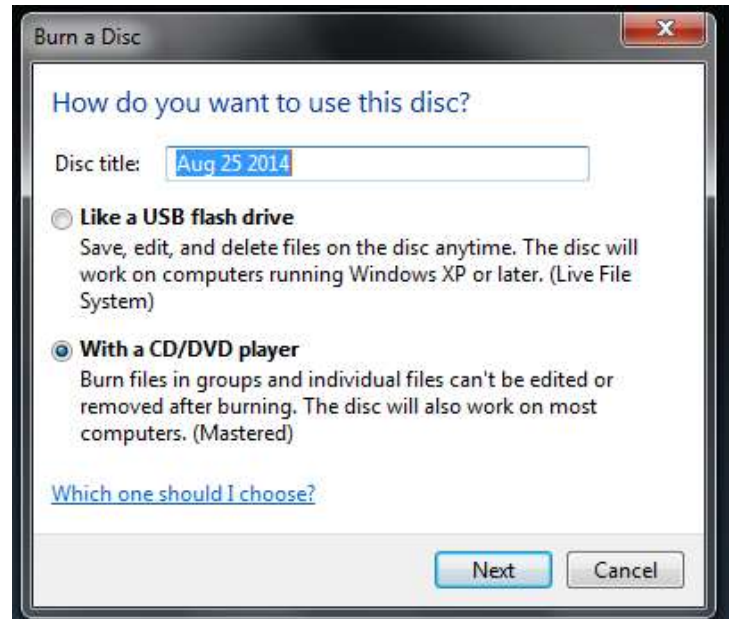 Burn a Disc
How do you want to use this disc?
Disc title: Aug 25 2014
Like a USB flash drive
Save, edit, and delete files on the disc anytime. The disc will
work on computers running Windows XP or later. (Live File
System)
With a CD/DVD player
Burn files in groups and individual files can't be edited or
removed after burning. The disc will also work on most
computers. (Mastered)
Which one should I choose?
Next Cancel